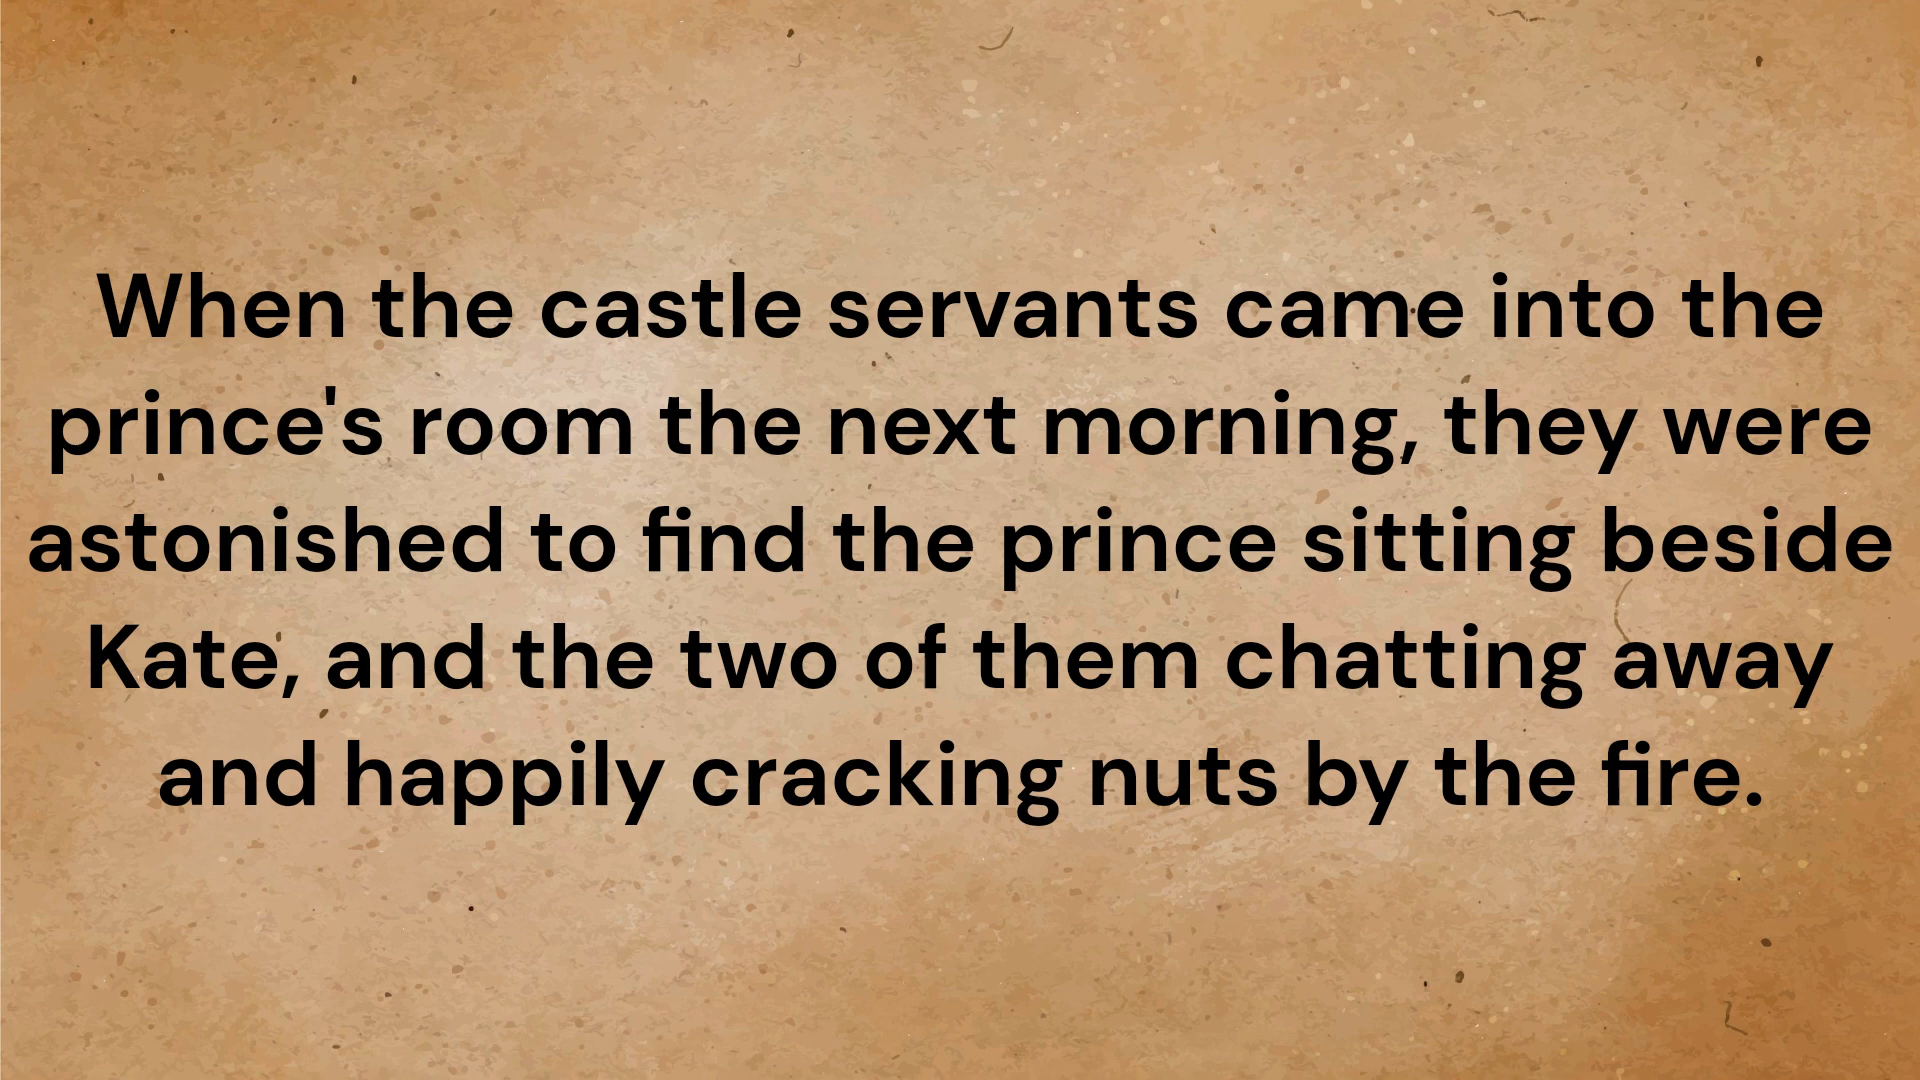 When the castle servants came into the
prince's room the next morning, they were
astonished to find the prince sitting beside
Kate, and the two of them chatting away
and happily cracking nuts by the fire.